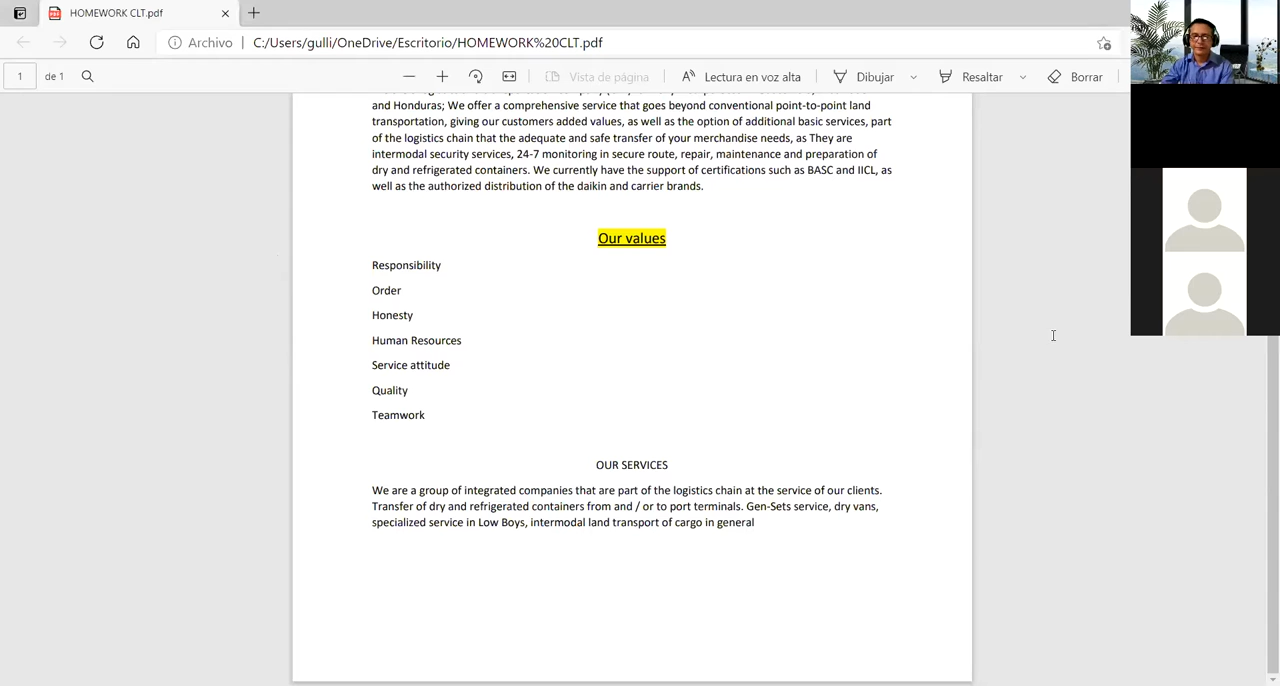 HOMEWORK CLT.pdf
Archivo
C:/Users/gulli/OneDrive/Escritorio/HOMEWORK%20CLT.pdf
1 de 1
Vista de página
Lectura en voz alta
Dibujar
Resaltar
Borrar
and Honduras; We offer a comprehensive service that goes beyond conventional point-to-point land
transportation, giving our customers added values, as well as the option of additional basic services, part
of the logistics chain that the adequate and safe transfer of your merchandise needs, as They are
intermodal security services, 24-7 monitoring in secure route, repair, maintenance and preparation of
dry and refrigerated containers. We currently have the support of certifications such as BASC and IICL, as
well as the authorized distribution of the daikin and carrier brands.
Our values
Responsibility
Order
Honesty
Human Resources
Service attitude
Quality
Teamwork
OUR SERVICES
We are a group of integrated companies that are part of the logistics chain at the service of our clients.
Transfer of dry and refrigerated containers from and / or to port terminals. Gen-Sets service, dry vans,
specialized service in Low Boys, intermodal land transport of cargo in general